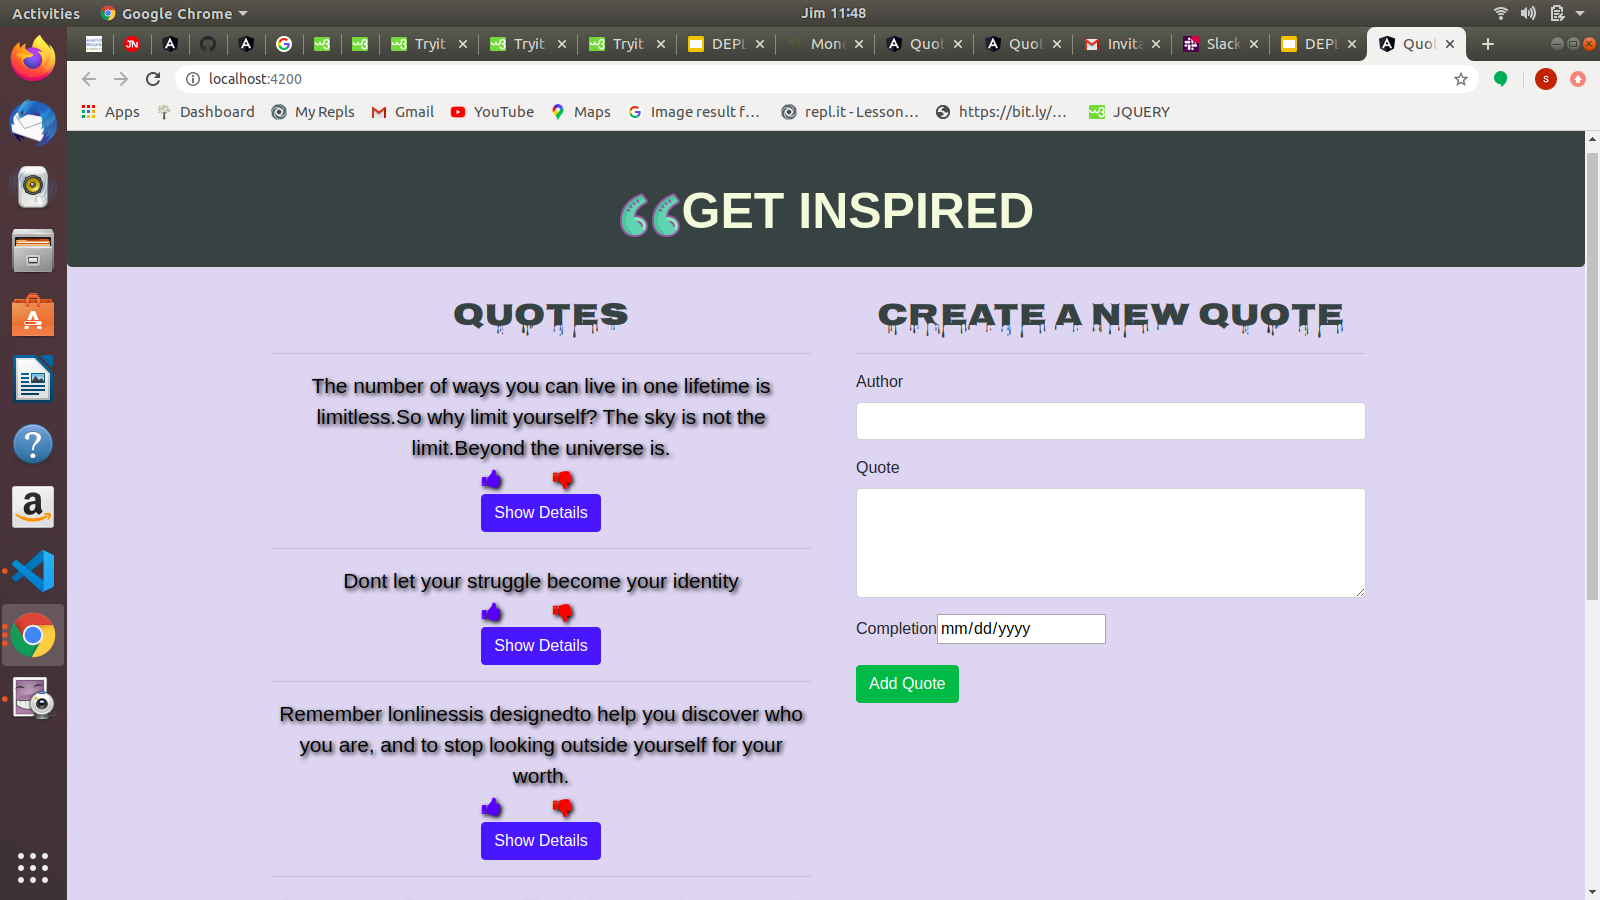 Activities Google Chrome Jim 11:48
Tryit Tryit Tryit DEPL Mon Quot Quot Invita Slack DEPL Quot
localhost:4200 S
Apps Dashboard My Repls Gmail YouTube Maps Image result f… repl.it - Lesson… https://bit.ly/… JQUERY
GET INSPIRED
QUOTES
The number of ways you can live in one lifetime is
limitless.So why limit yourself? The sky is not the
limit.Beyond the universe is.
Show Details
Dont let your struggle become your identity
Show Details
Remember lonlinessis designedto help you discover who
you are, and to stop looking outside yourself for your
worth.
Show Details
CREATE A NEW QUOTE
Author
Quote
Completion mm/dd/yyyy
Add Quote